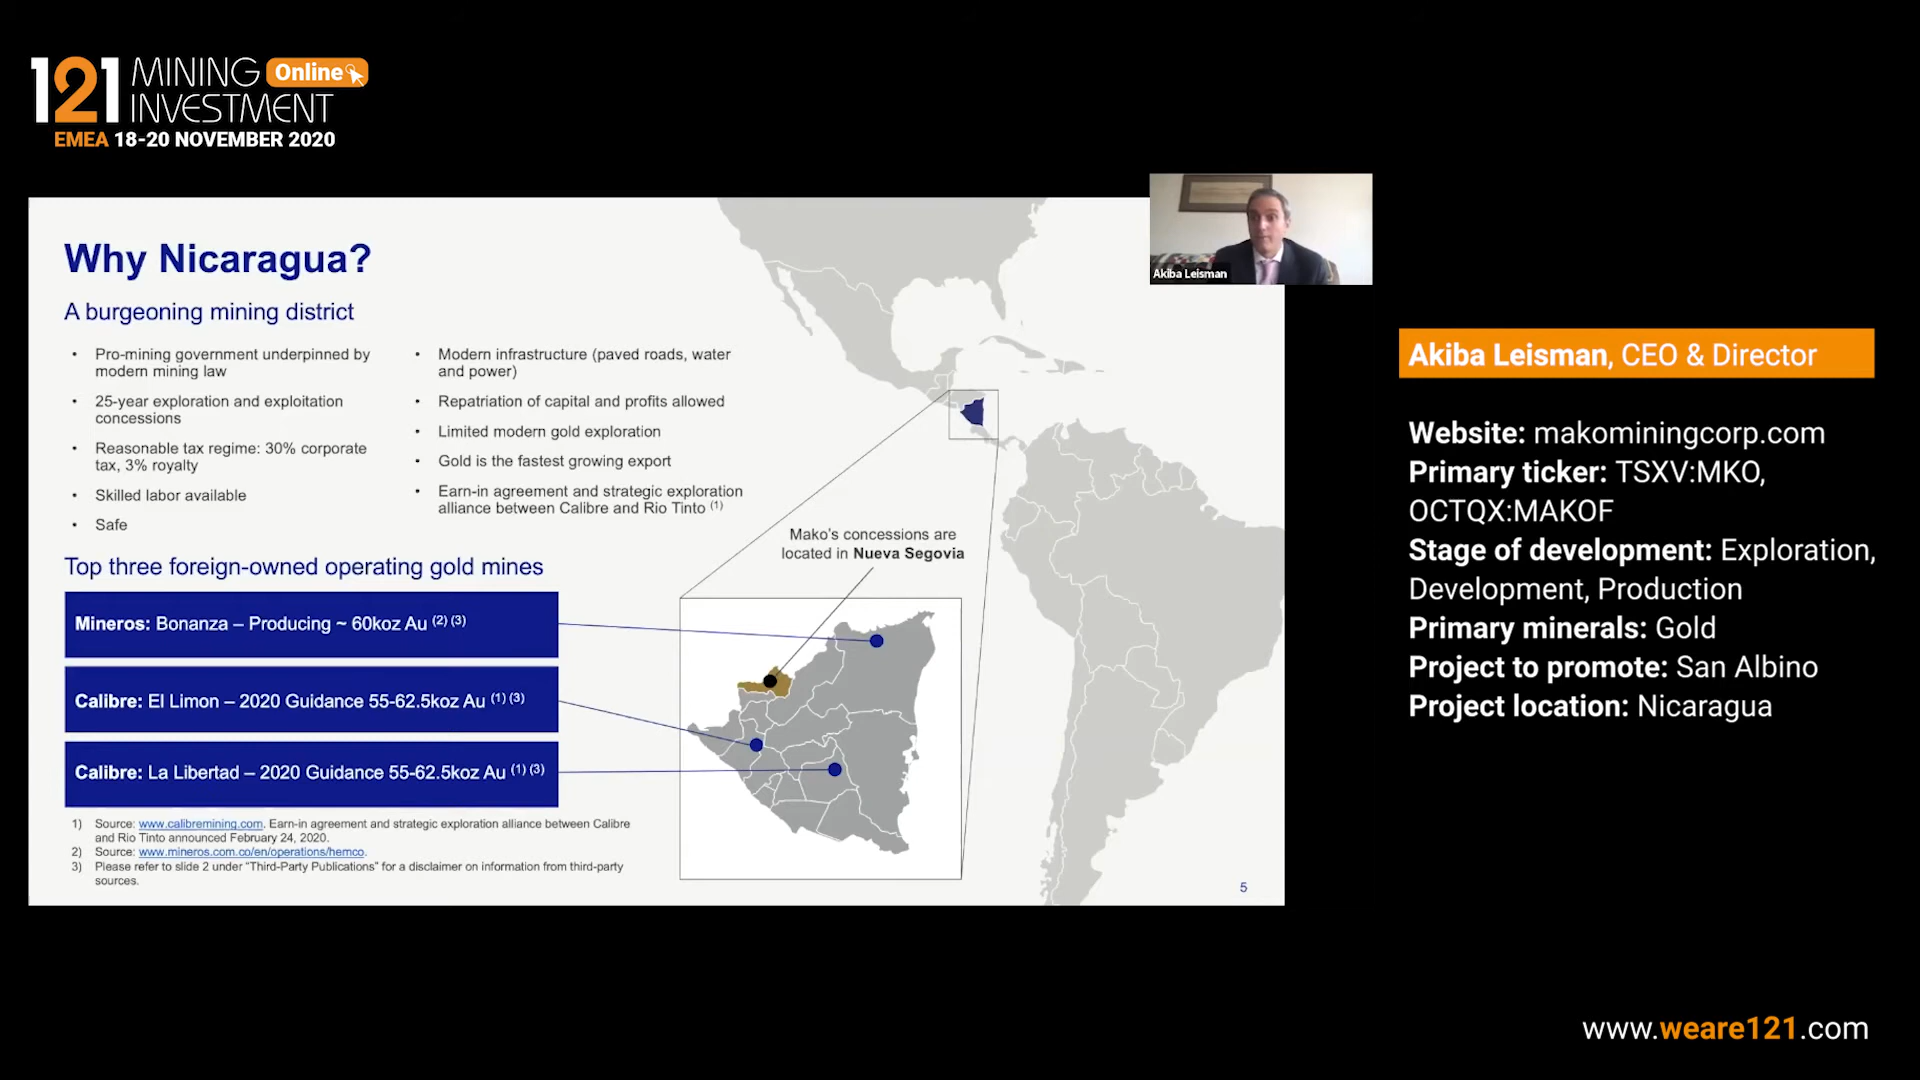 121 MINING Online
INVESTMENT
EMEA 18-20 NOVEMBER 2020
Akiba Leisman
Why Nicaragua?
A burgeoning mining district
• Pro-mining government underpinned by
modern mining law
• 25-year exploration and exploitation
concessions
• Reasonable tax regime: 30% corporate
tax, 3% royalty
• Skilled labor available
• Safe
• Modern infrastructure (paved roads, water
and power)
• Repatriation of capital and profits allowed
• Limited modern gold exploration
• Gold is the fastest growing export
• Earn-in agreement and strategic exploration
alliance between Calibre and Rio Tinto (1)
Mako's concessions are
located in Nueva Segovia
Top three foreign-owned operating gold mines
Mineros: Bonanza – Producing ~ 60koz Au (2) (3)
Calibre: El Limon – 2020 Guidance 55-62.5koz Au (1) (3)
Calibre: La Libertad – 2020 Guidance 55-62.5koz Au (1) (3)
1) Source: www.calibremining.com. Earn-in agreement and strategic exploration alliance between Calibre
and Rio Tinto announced February 24, 2020.
2) Source: www.mineros.com.co/en/operations/hemco.
3) Please refer to slide 2 under "Third-Party Publications" for a disclaimer on information from third-party
sources.
5
Akiba Leisman, CEO & Director
Website: makominingcorp.com
Primary ticker: TSXV:MKO,
OCTQX:MAKOF
Stage of development: Exploration,
Development, Production
Primary minerals: Gold
Project to promote: San Albino
Project location: Nicaragua
www.weare121.com